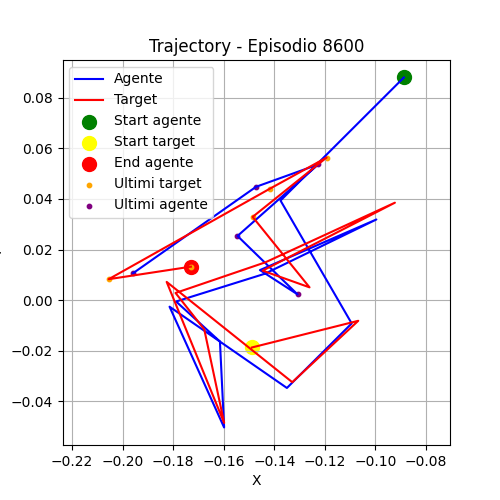 Trajectory - Episodio 8600
Agente
Target
Start agente
Start target
End agente
Ultimi target
Ultimi agente
0.08
0.06
0.04
0.02
0.00
−0.02
−0.04
−0.22 −0.20 −0.18 −0.16 −0.14 −0.12 −0.10 −0.08
X